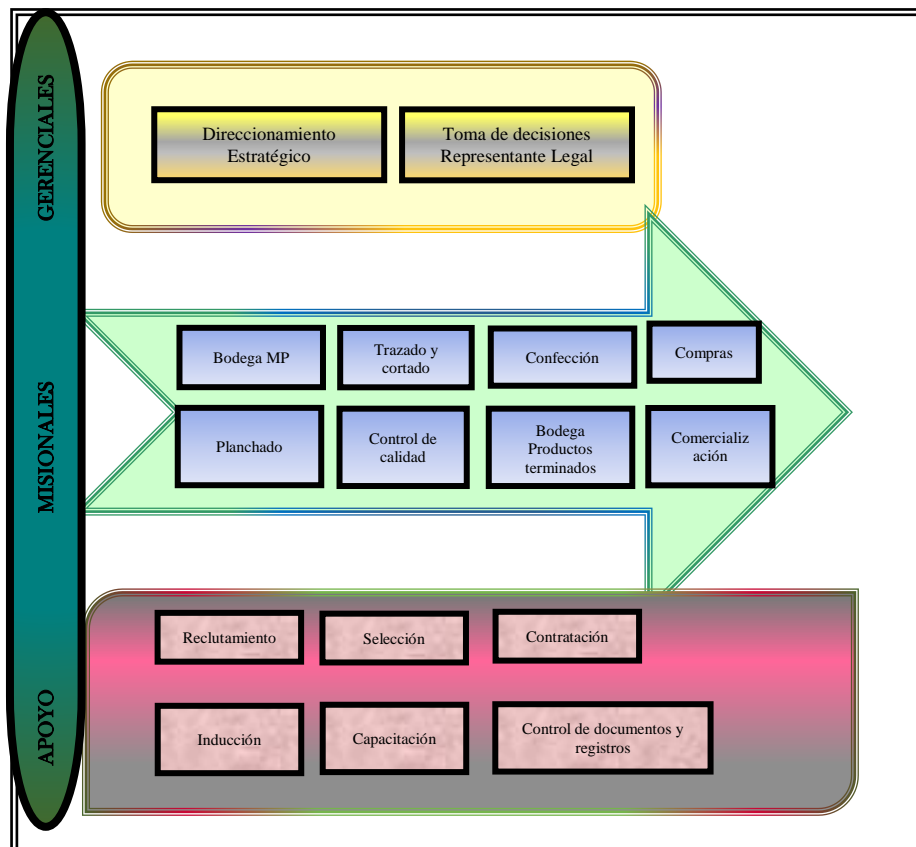 GERENCIALES
Direccionamiento
Estratégico
Toma de decisiones
Representante Legal
MISIONALES
Bodega MP
Trazado y
cortado
Confección
Compras
Planchado
Control de
calidad
Bodega
Productos
terminados
Comercializ
ación
APOYO
Reclutamiento
Selección
Contratación
Inducción
Capacitación
Control de documentos y
registros